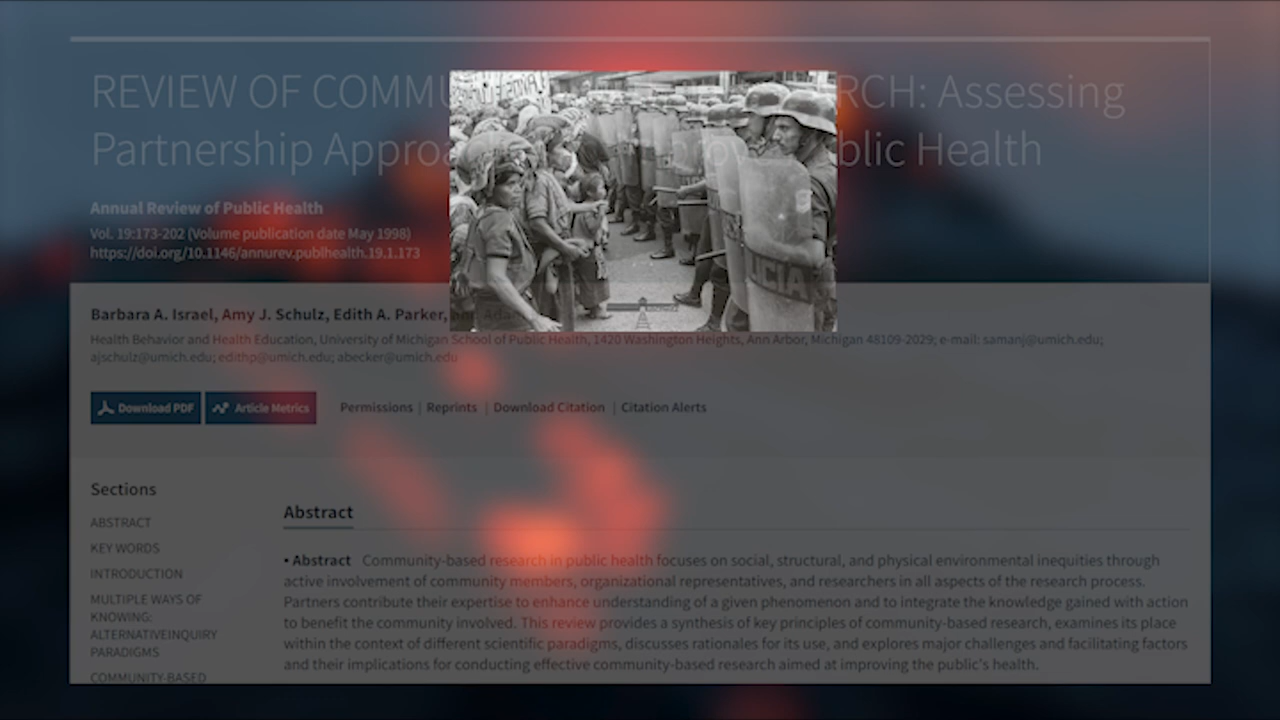 REVIEW OF COMMU RCH: Assessing
Partnership Approa blic Health
Annual Review of Public Health
Vol. 19:173-202 (Volume publication date May 1998)
https://doi.org/10.1146/annurev.publhealth.19.1.173
Barbara A. Israel, Amy J. Schulz, Edith A. Parker,
Health Behavior and Health Education, University of Michigan School of Public Health, 1420 Washington Heights, Ann Arbor, Michigan 48109-2029; e-mail: samanj@umich.edu;
ajschulz@umich.edu; edithp@umich.edu; abecker@umich.edu
Download PDF Article Metrics Permissions | Reprints | Download Citation | Citation Alerts
Sections
ABSTRACT
KEY WORDS
INTRODUCTION
MULTIPLE WAYS OF
KNOWING:
ALTERNATIVEINQUIRY
PARADIGMS
COMMUNITY-BASED
Abstract
▪ Abstract Community-based research in public health focuses on social, structural, and physical environmental inequities through
active involvement of community members, organizational representatives, and researchers in all aspects of the research process.
Partners contribute their expertise to enhance understanding of a given phenomenon and to integrate the knowledge gained with action
to benefit the community involved. This review provides a synthesis of key principles of community-based research, examines its place
within the context of different scientific paradigms, discusses rationales for its use, and explores major challenges and facilitating factors
and their implications for conducting effective community-based research aimed at improving the public's health.
LICIA